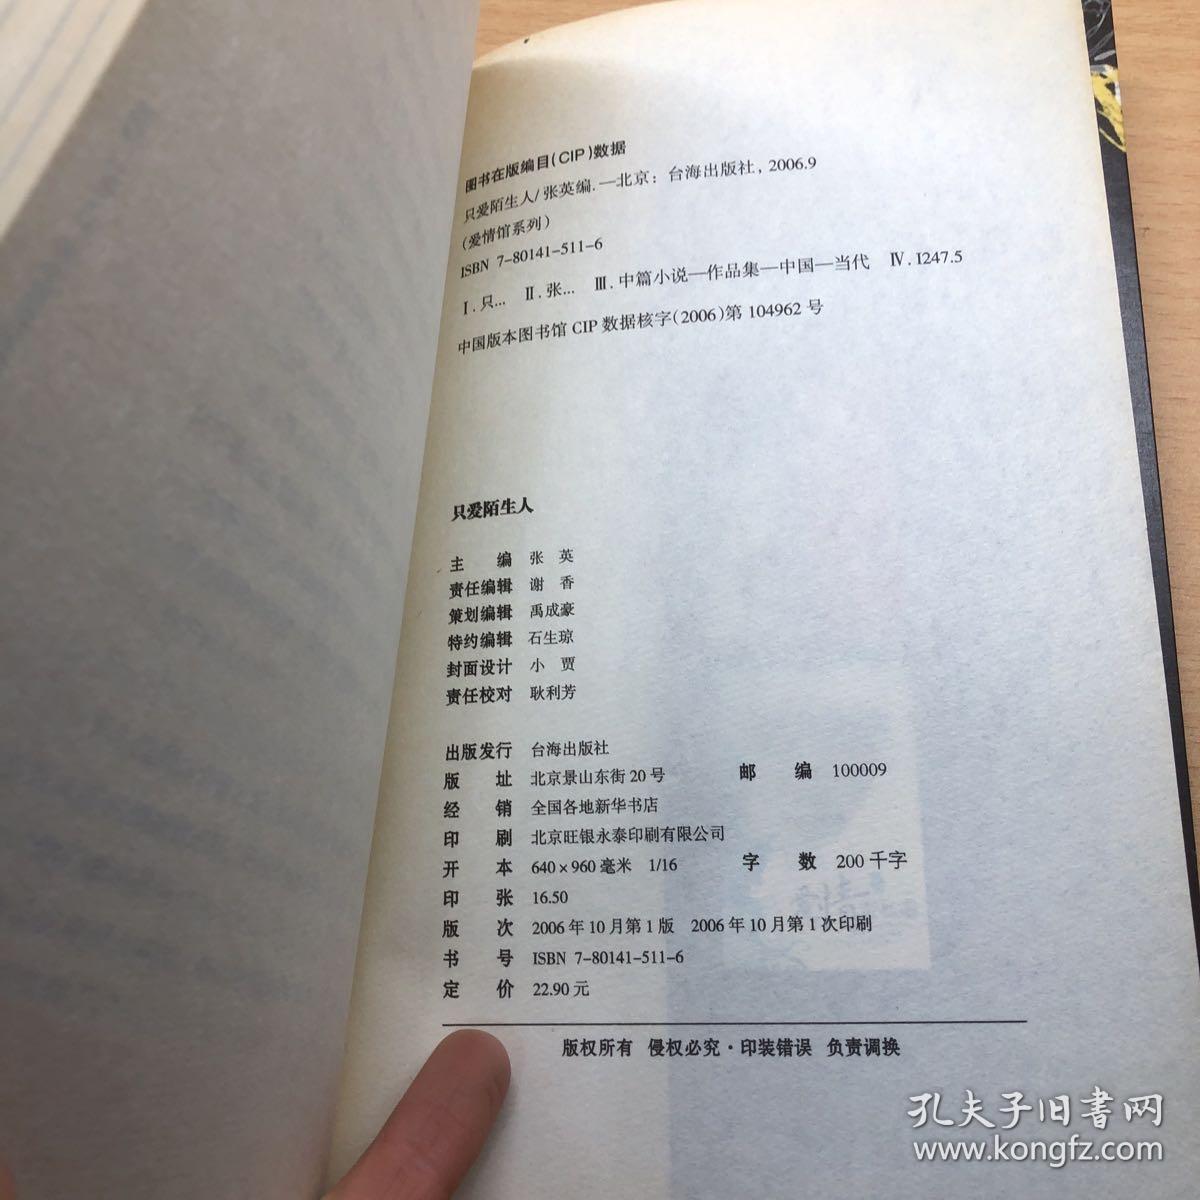 图书在版编目(CIP)数据
只爱陌生人/张英编.—北京：台海出版社，2006.9
(爱情馆系列)
ISBN 7-80141-511-6
Ⅰ.只... Ⅱ.张... Ⅲ.中篇小说—作品集—中国—当代 Ⅳ.I247.5
中国版本图书馆CIP数据核字(2006)第104962号
只爱陌生人
主 编 张 英
责任编辑 谢 香
策划编辑 禹成豪
特约编辑 石生琼
封面设计 小 贾
责任校对 耿利芳
出版发行 台海出版社
版 址 北京景山东街20号 邮 编 100009
经 销 全国各地新华书店
印 刷 北京旺银永泰印刷有限公司
开 本 640×960毫米 1/16 字 数 200千字
印 张 16.50
版 次 2006年10月第1版 2006年10月第1次印刷
书 号 ISBN 7-80141-511-6
定 价 22.90元
版权所有 侵权必究·印装错误 负责调换
孔夫子旧书网
www.kongfz.com